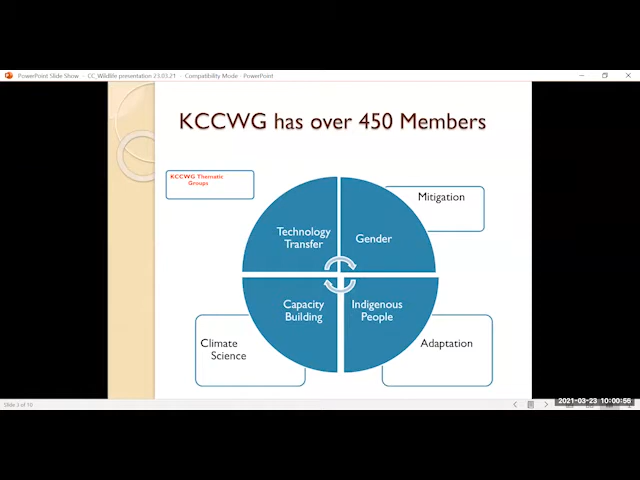 PowerPoint Slide Show - CC_Wildlife presentation 23.03.21 - Compatibility Mode - PowerPoint
KCCWG has over 450 Members
KCCWG Thematic
Groups
Mitigation
Technology
Transfer
Gender
Capacity
Building
Indigenous
People
Climate
Science
Adaptation
Slide 3 of 10
2021-03-23 10:00:56